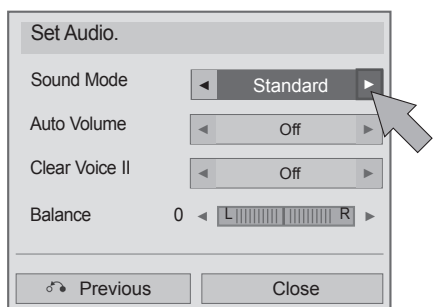 Set Audio.
Sound Mode ◄ Standard ►
Auto Volume ◄ Off ►
Clear Voice II ◄ Off ►
Balance 0 ◄ L R ►
Previous Close